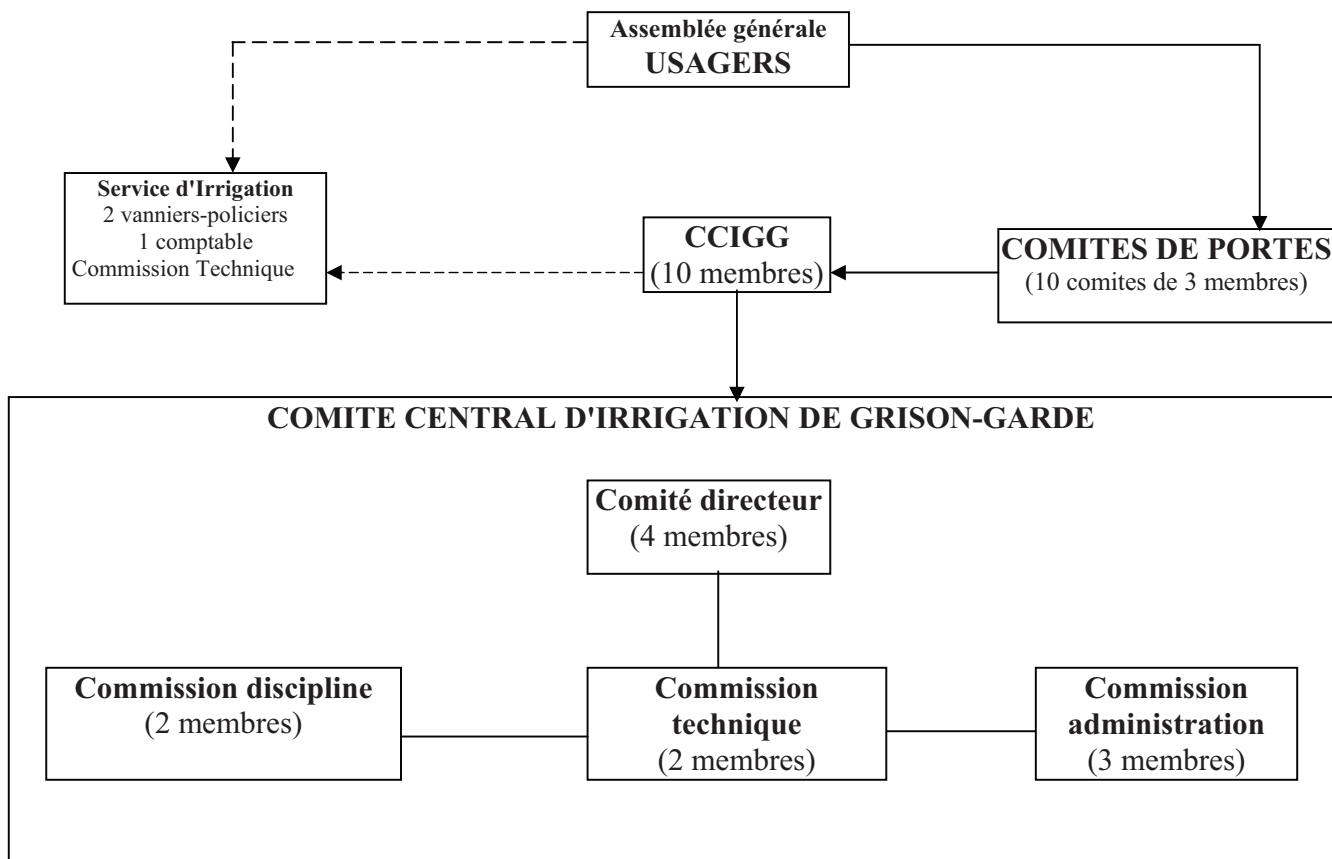 Assemblée générale
USAGERS
Service d'Irrigation
2 vanniers-policiers
1 comptable
Commission Technique
CCIGG
(10 membres)
COMITES DE PORTES
(10 comites de 3 membres)
COMITE CENTRAL D'IRRIGATION DE GRISON-GARDE
Comité directeur
(4 membres)
Commission discipline
(2 membres)
Commission
technique
(2 membres)
Commission
administration
(3 membres)